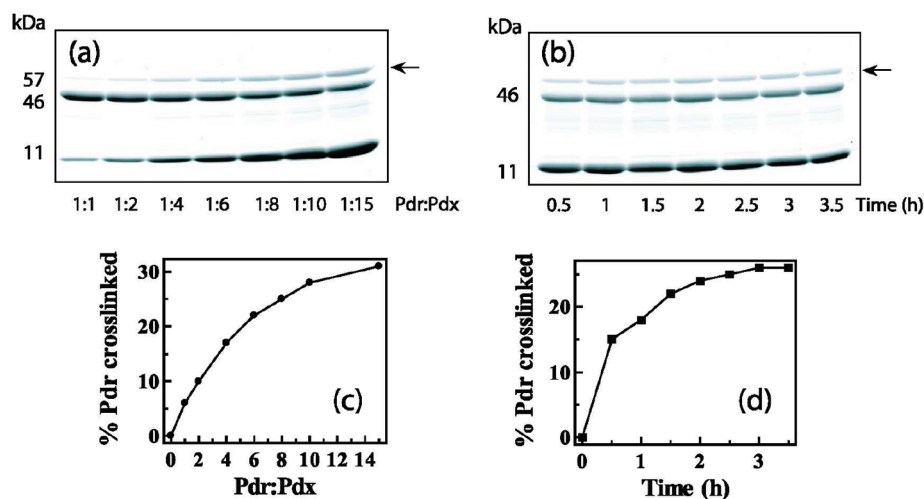 kDa
(a)
57
46
11
1:1 1:2 1:4 1:6 1:8 1:10 1:15 Pdr:Pdx
(b)
46
11
0.5 1 1.5 2 2.5 3 3.5 Time (h)
% Pdr crosslinked
30
20
10
0
0 2 4 6 8 10 12 14
Pdr:Pdx
(c)
% Pdr crosslinked
20
10
0
0 1 2 3
Time (h)
(d)